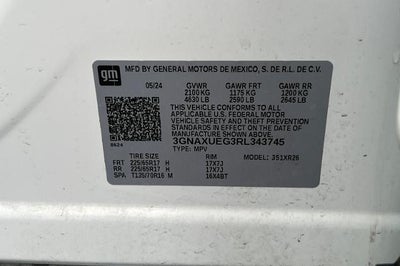 gm
MFD BY GENERAL MOTORS DE MEXICO, S. DE R.L. DE C.V.
05/24 GVWR GAWR FRT GAWR RR
2100 KG 1175 KG 1200 KG
4630 LB 2590 LB 2645 LB
THIS VEHICLE CONFORMS TO ALL
APPLICABLE U.S. FEDERAL MOTOR
VEHICLE SAFETY, BUMPER, AND THEFT
PREVENTION STANDARDS IN EFFECT ON
THE DATE OF MANUFACTURE SHOWN ABOVE.
3GNAXUEG3RL343745
TYPE: MPV MODEL: 3S1XR26
TIRE RIM
FRT 225/65R17 H 17X7J
RR 225/65R17 H 17X7J
SPA T135/70R16 M 16X4BT